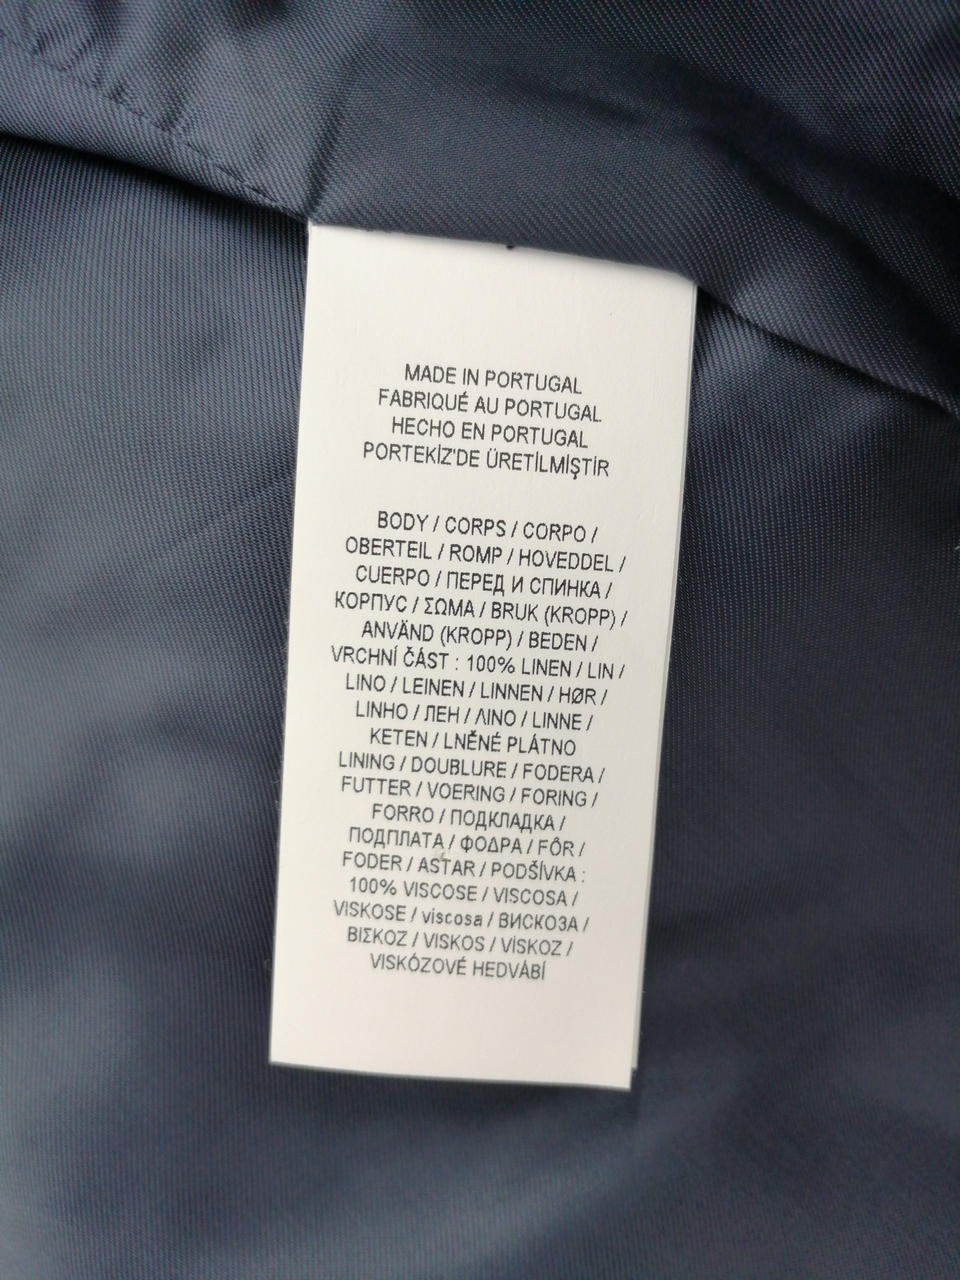 MADE IN PORTUGAL
FABRIQUÉ AU PORTUGAL
HECHO EN PORTUGAL
PORTEKİZ'DE ÜRETİLMİŞTİR
BODY / CORPS / CORPO /
OBERTEIL / ROMP / HOVEDDEL /
CUERPO / ПЕРЕД И СПИНКА /
КОРПУС / ΣΩΜΑ / BRUK (KROPP) /
ANVÄND (KROPP) / BEDEN /
VRCHNÍ ČÁST : 100% LINEN / LIN /
LINO / LEINEN / LINNEN / HØR /
LINHO / ЛЕН / ΛΙΝΟ / LINNE /
KETEN / LNĚNÉ PLÁTNO
LINING / DOUBLURE / FODERA /
FUTTER / VOERING / FORING /
FORRO / ПОДКЛАДКА /
ПОДПЛАТА / ΦΟΔΡΑ / FÔR /
FODER / ASTAR / PODŠÍVKA :
100% VISCOSE / VISCOSA /
VISKOSE / viscosa / ВИСКОЗА /
ΒΙΣΚΟΖ / VISKOS / VİSKOZ /
VISKÓZOVÉ HEDVÁBÍ